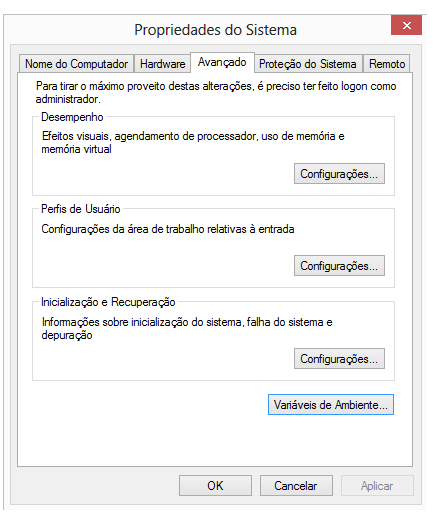 Propriedades do Sistema
Nome do Computador Hardware Avançado Proteção do Sistema Remoto
Para tirar o máximo proveito destas alterações, é preciso ter feito logon como
administrador.
Desempenho
Efeitos visuais, agendamento de processador, uso de memória e
memória virtual
Configurações...
Perfis de Usuário
Configurações da área de trabalho relativas à entrada
Configurações...
Inicialização e Recuperação
Informações sobre inicialização do sistema, falha do sistema e
depuração
Configurações...
Variáveis de Ambiente...
OK Cancelar Aplicar